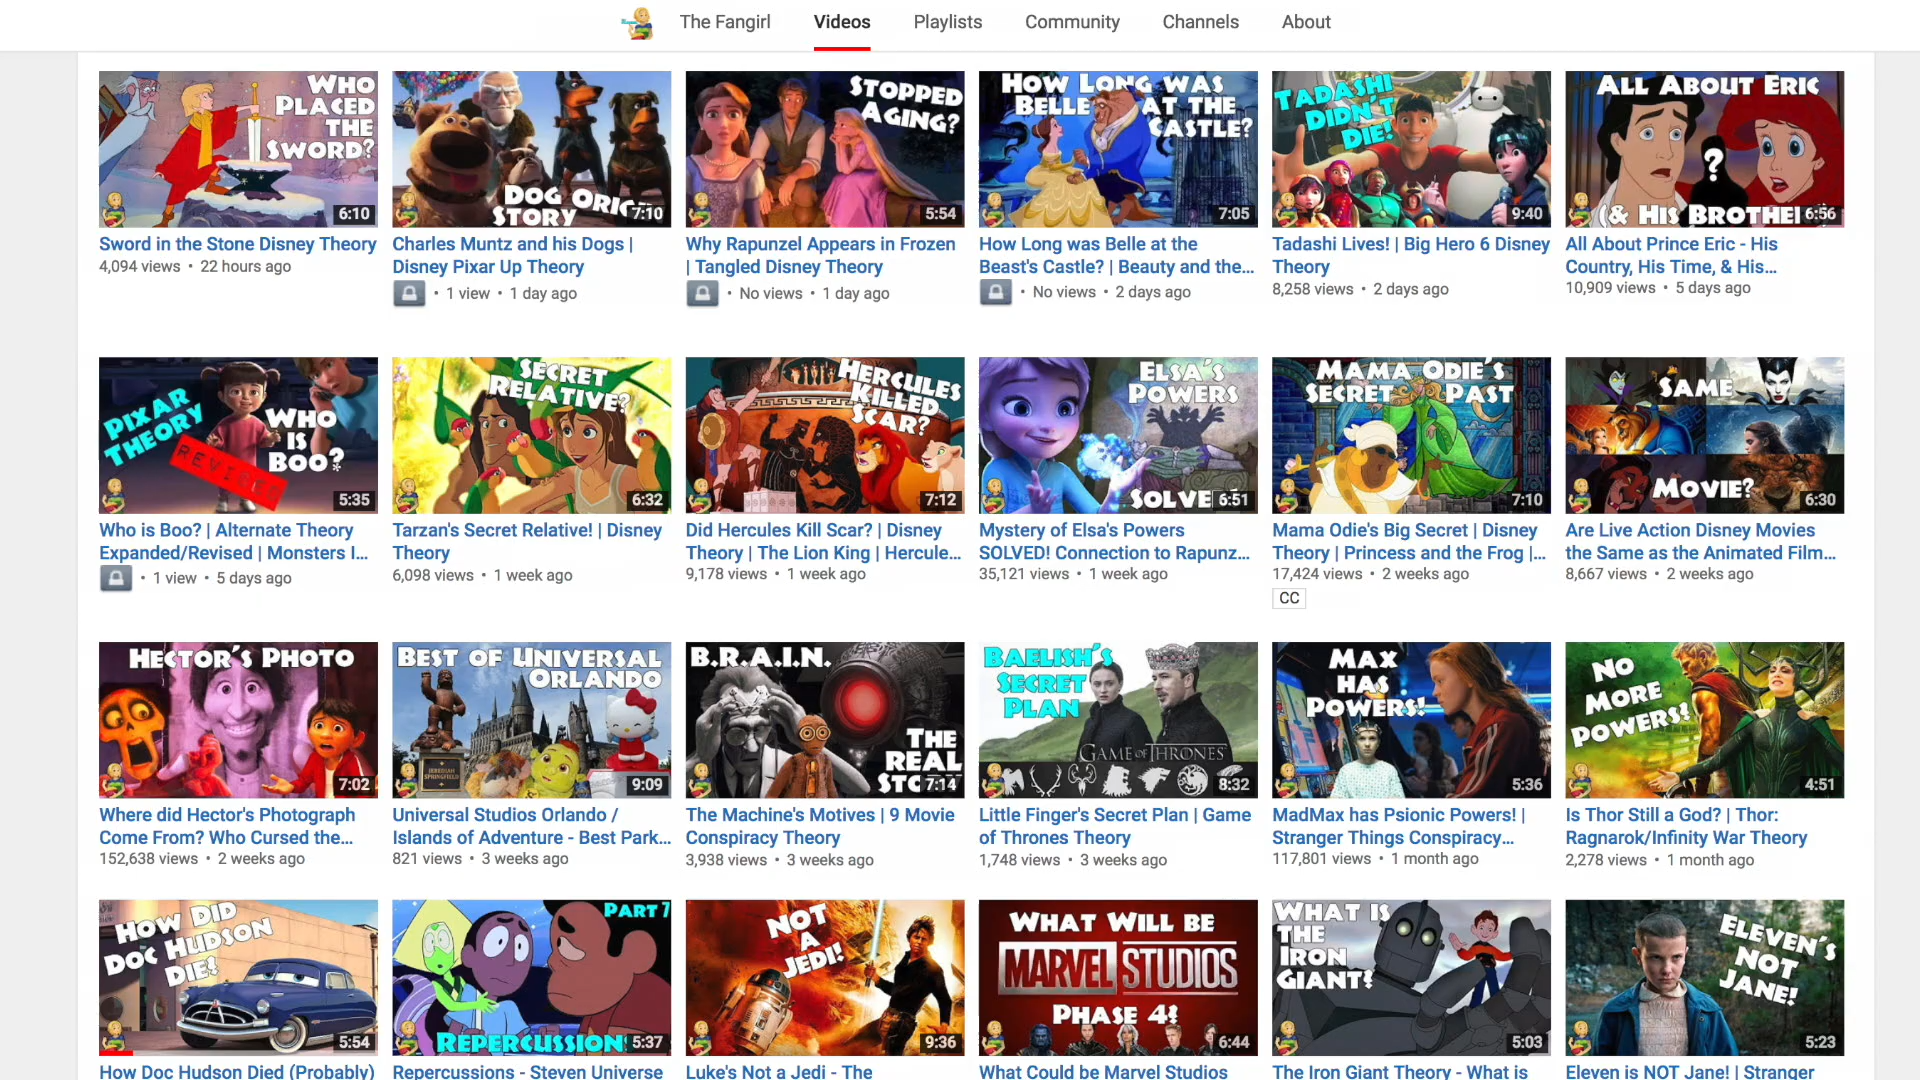 The Fangirl
Videos
Playlists
Community
Channels
About
WHO
PLACED
THE
SWORD?
6:10
Sword in the Stone Disney Theory
4,094 views • 22 hours ago
DOG ORIG
STORY
7:10
Charles Muntz and his Dogs |
Disney Pixar Up Theory
• 1 view • 1 day ago
STOPPED
AGING?
5:54
Why Rapunzel Appears in Frozen
| Tangled Disney Theory
• No views • 1 day ago
HOW LONG WAS
BELLE AT THE
CASTLE?
7:05
How Long was Belle at the
Beast's Castle? | Beauty and the...
• No views • 2 days ago
TADASHI
DIDN'T
DIE!
9:40
Tadashi Lives! | Big Hero 6 Disney
Theory
8,258 views • 2 days ago
ALL ABOUT ERIC
?
(& HIS BROTHE
6:56
All About Prince Eric - His
Country, His Time, & His...
10,909 views • 5 days ago
PIXAR
THEORY
REVISED
WHO
IS
BOO?*
5:35
Who is Boo? | Alternate Theory
Expanded/Revised | Monsters I...
• 1 view • 5 days ago
SECRET
RELATIVE?
6:32
Tarzan's Secret Relative! | Disney
Theory
6,098 views • 1 week ago
HERCULES
KILLED
SCAR?
7:12
Did Hercules Kill Scar? | Disney
Theory | The Lion King | Hercule...
9,178 views • 1 week ago
ELSA'S
POWERS
SOLVE
6:51
Mystery of Elsa's Powers
SOLVED! Connection to Rapunz...
35,121 views • 1 week ago
MAMA ODIE'S
SECRET PAST
7:10
Mama Odie's Big Secret | Disney
Theory | Princess and the Frog |...
17,424 views • 2 weeks ago
CC
SAME
MOVIE?
6:30
Are Live Action Disney Movies
the Same as the Animated Film...
8,667 views • 2 weeks ago
HECTOR'S PHOTO
7:02
Where did Hector's Photograph
Come From? Who Cursed the...
152,638 views • 2 weeks ago
BEST OF UNIVERSAL
ORLANDO
JEBEDIAH
SPRINGFIELD
9:09
Universal Studios Orlando /
Islands of Adventure - Best Park...
821 views • 3 weeks ago
B.R.A.I.N.
THE
REAL
STO
7:14
The Machine's Motives | 9 Movie
Conspiracy Theory
3,938 views • 3 weeks ago
BAELISH'S
SECRET
PLAN
GAME OF THRONES
8:32
Little Finger's Secret Plan | Game
of Thrones Theory
1,748 views • 3 weeks ago
MAX
HAS
POWERS!
5:36
MadMax has Psionic Powers! |
Stranger Things Conspiracy...
117,801 views • 1 month ago
NO
MORE
POWERS?
4:51
Is Thor Still a God? | Thor:
Ragnarok/Infinity War Theory
2,278 views • 1 month ago
HOW DID
DOC HUDSON
DIE?
5:54
How Doc Hudson Died (Probably)
PART 7
REPERCUSSION
5:37
Repercussions - Steven Universe
NOT
A
JEDI!
9:36
Luke's Not a Jedi - The
WHAT WILL BE
MARVEL STUDIOS
PHASE 4?
6:44
What Could be Marvel Studios
WHAT IS
THE
IRON
GIANT?
5:03
The Iron Giant Theory - What is
ELEVEN'S
NOT
JANE!
5:23
Eleven is NOT Jane! | Stranger